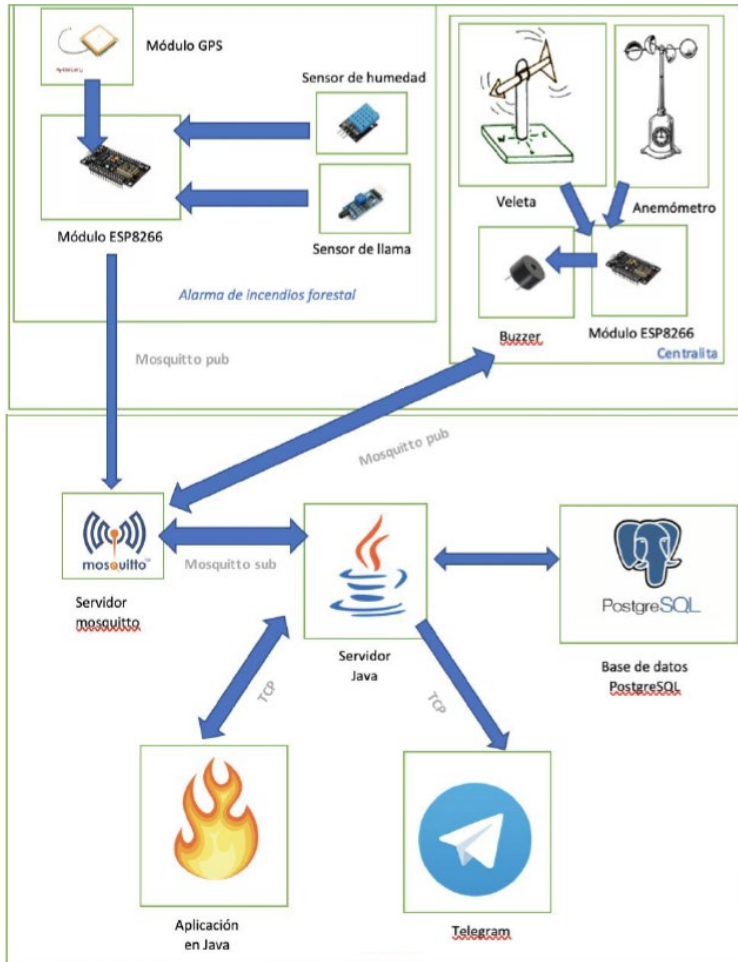 Módulo GPS
Sensor de humedad
Módulo ESP8266
Sensor de llama
Alarma de incendios forestal
Veleta
Anemómetro
Buzzer
Módulo ESP8266
Centralita
Mosquitto pub
Mosquitto pub
mosquitto
Mosquitto sub
Servidor
mosquitto
Servidor
Java
PostgreSQL
Base de datos
PostgreSQL
TCP
TCP
Aplicación
en Java
Telegram